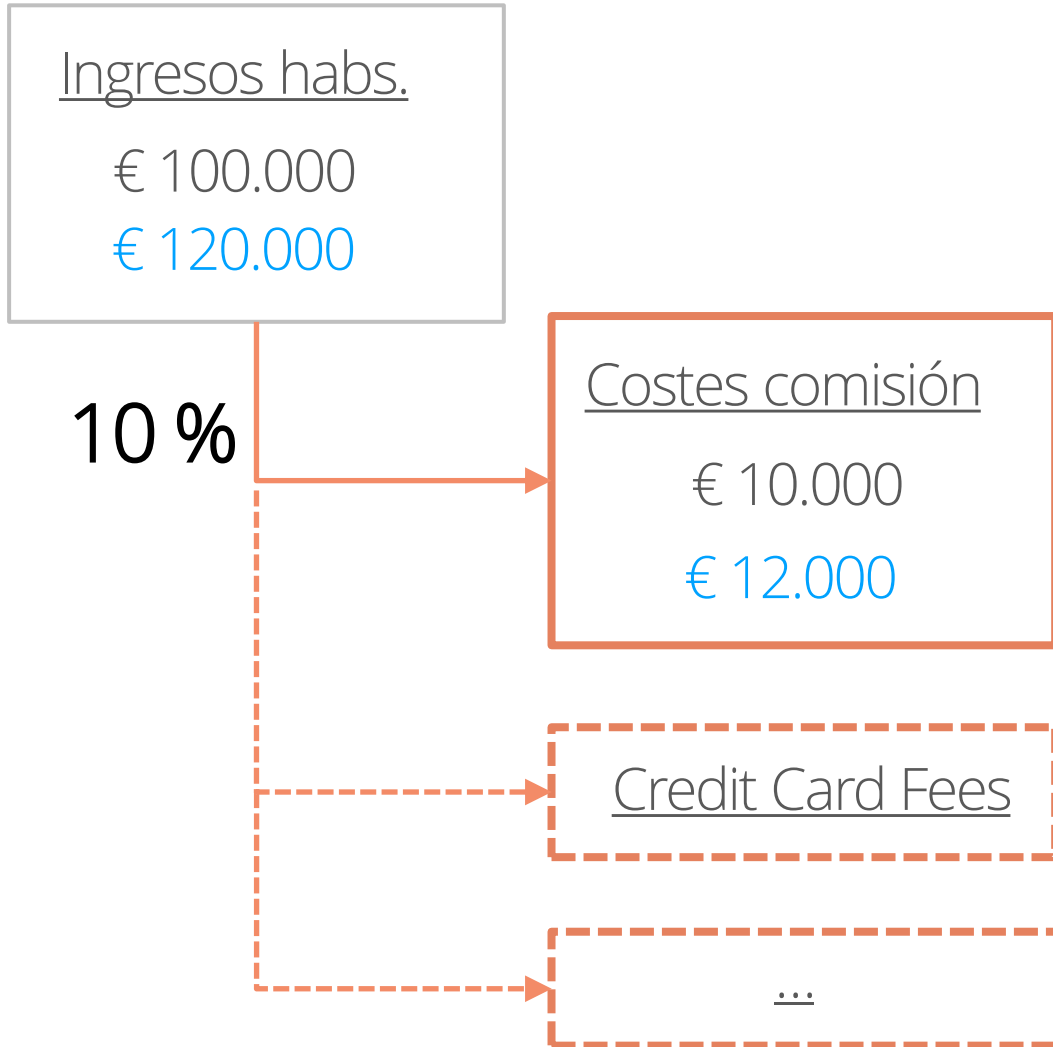 Ingresos habs.
€ 100.000
€ 120.000
10 %
Costes comisión
€ 10.000
€ 12.000
Credit Card Fees
...